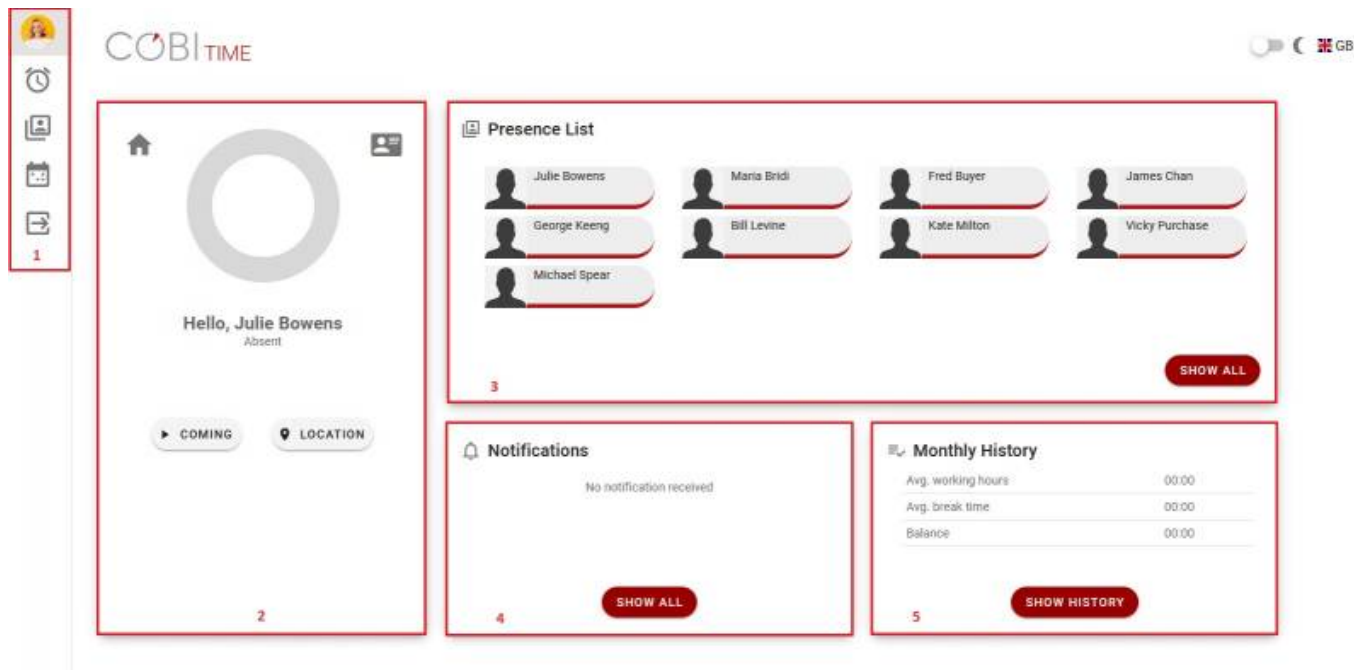 COBI TIME
GB
1
Hello, Julie Bowens
Absent
COMING
LOCATION
2
Presence List
Julie Bowens
Maria Bridi
Fred Buyer
James Chan
George Keeng
Bill Levine
Kate Milton
Vicky Purchase
Michael Spear
SHOW ALL
3
Notifications
No notification received
SHOW ALL
4
Monthly History
Avg. working hours 00:00
Avg. break time 00:00
Balance 00:00
SHOW HISTORY
5